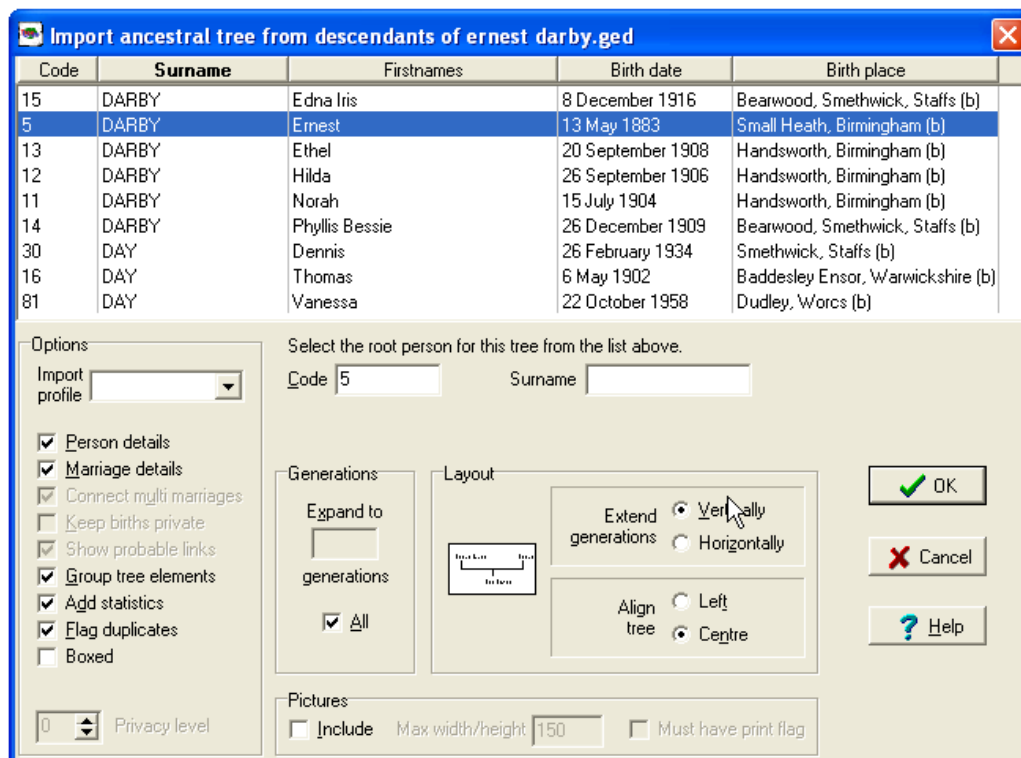 Import ancestral tree from descendants of ernest darby.ged
Code Surname Firstnames Birth date Birth place
15 DARBY Edna Iris 8 December 1916 Bearwood, Smethwick, Staffs (b)
5 DARBY Ernest 13 May 1883 Small Heath, Birmingham (b)
13 DARBY Ethel 20 September 1908 Handsworth, Birmingham (b)
12 DARBY Hilda 26 September 1906 Handsworth, Birmingham (b)
11 DARBY Norah 15 July 1904 Handsworth, Birmingham (b)
14 DARBY Phyllis Bessie 26 December 1909 Bearwood, Smethwick, Staffs (b)
30 DAY Dennis 26 February 1934 Smethwick, Staffs (b)
16 DAY Thomas 6 May 1902 Baddesley Ensor, Warwickshire (b)
81 DAY Vanessa 22 October 1958 Dudley, Worcs (b)
Options
Import profile
Person details
Marriage details
Connect multi marriages
Keep births private
Show probable links
Group tree elements
Add statistics
Flag duplicates
Boxed
0 Privacy level
Select the root person for this tree from the list above.
Code 5 Surname
Generations
Expand to
generations
All
Layout
Extend generations
Vertically
Horizontally
Align tree
Left
Centre
Pictures
Include Max width/height 150 Must have print flag
OK
Cancel
Help